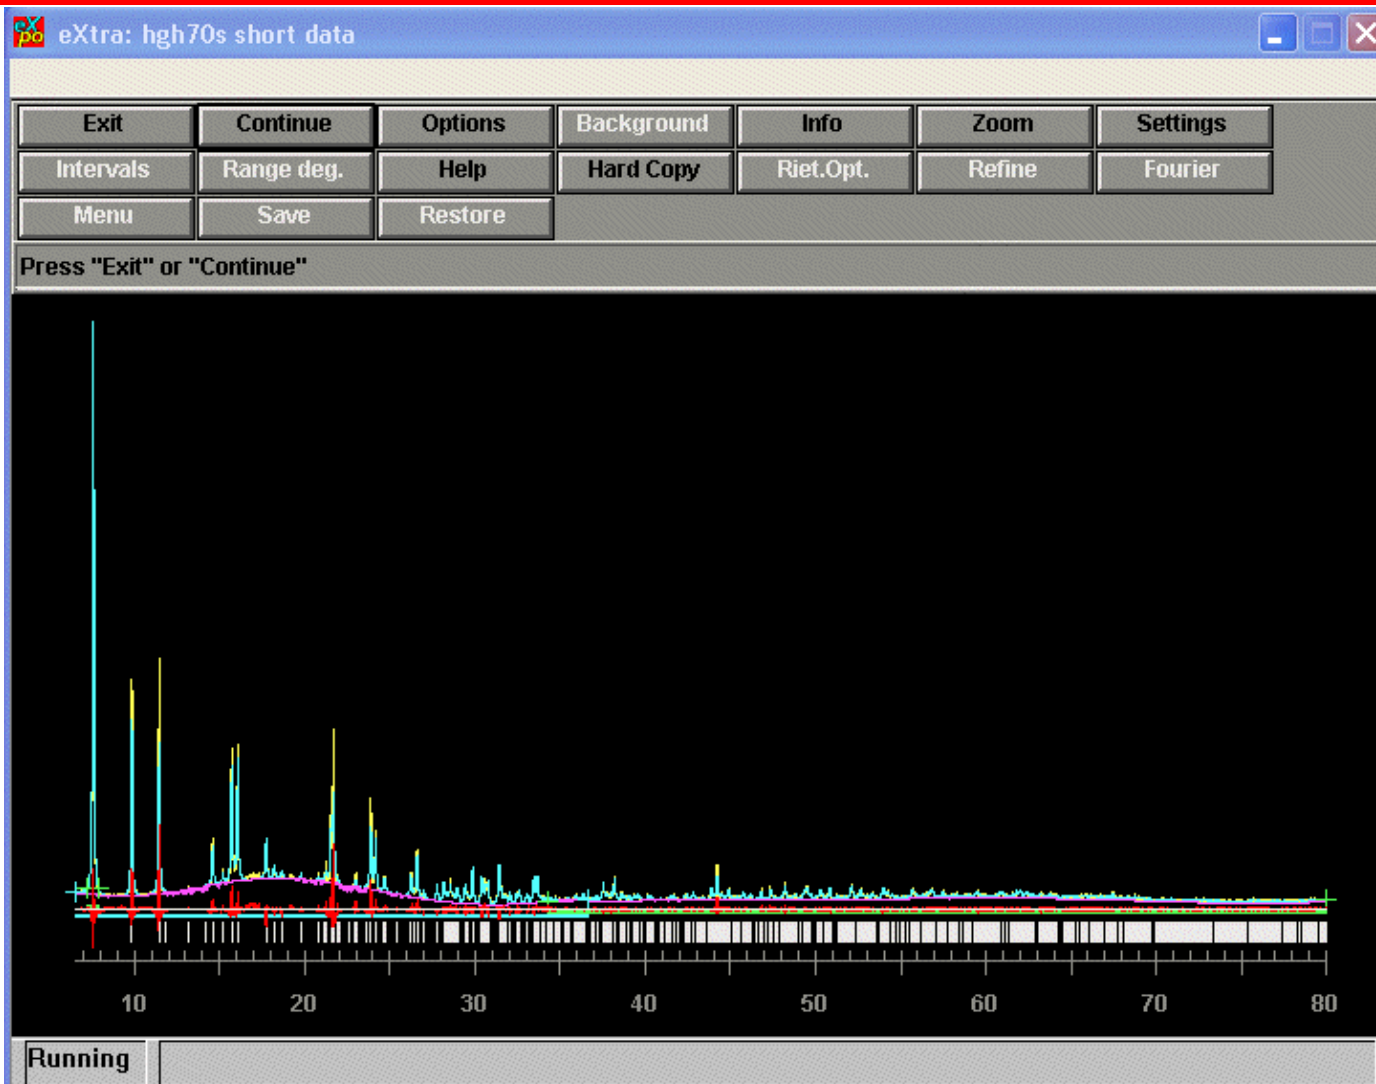 eXpo eXtra: hgh70s short data
Exit Continue Options Background Info Zoom Settings
Intervals Range deg. Help Hard Copy Riet.Opt. Refine Fourier
Menu Save Restore
Press "Exit" or "Continue"
10 20 30 40 50 60 70 80
Running